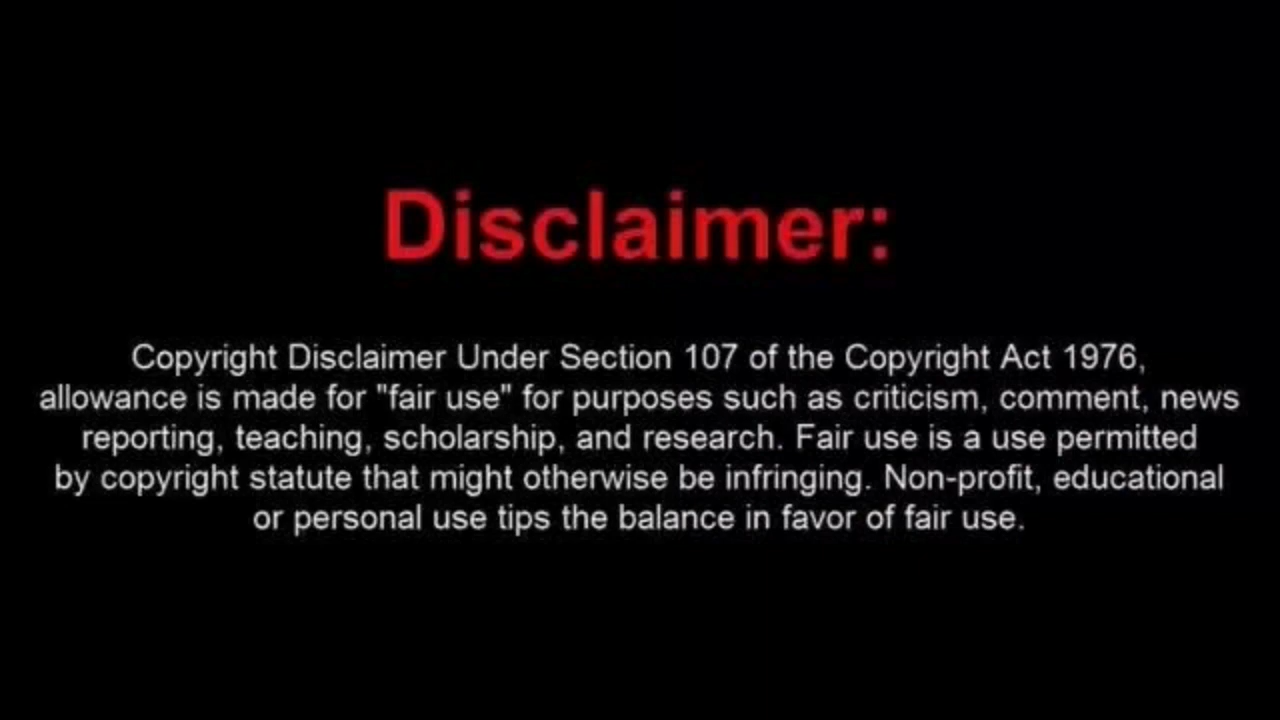 Disclaimer:
Copyright Disclaimer Under Section 107 of the Copyright Act 1976,
allowance is made for "fair use" for purposes such as criticism, comment, news
reporting, teaching, scholarship, and research. Fair use is a use permitted
by copyright statute that might otherwise be infringing. Non-profit, educational
or personal use tips the balance in favor of fair use.